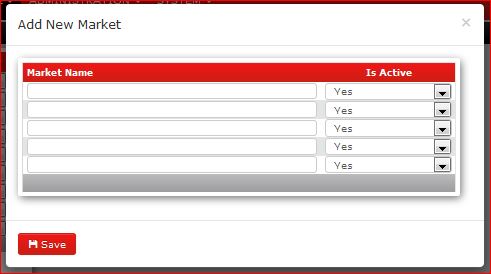 ADMINISTRATION SYSTEM
Add New Market ×
Market Name Is Active
Yes
Yes
Yes
Yes
Yes
Save